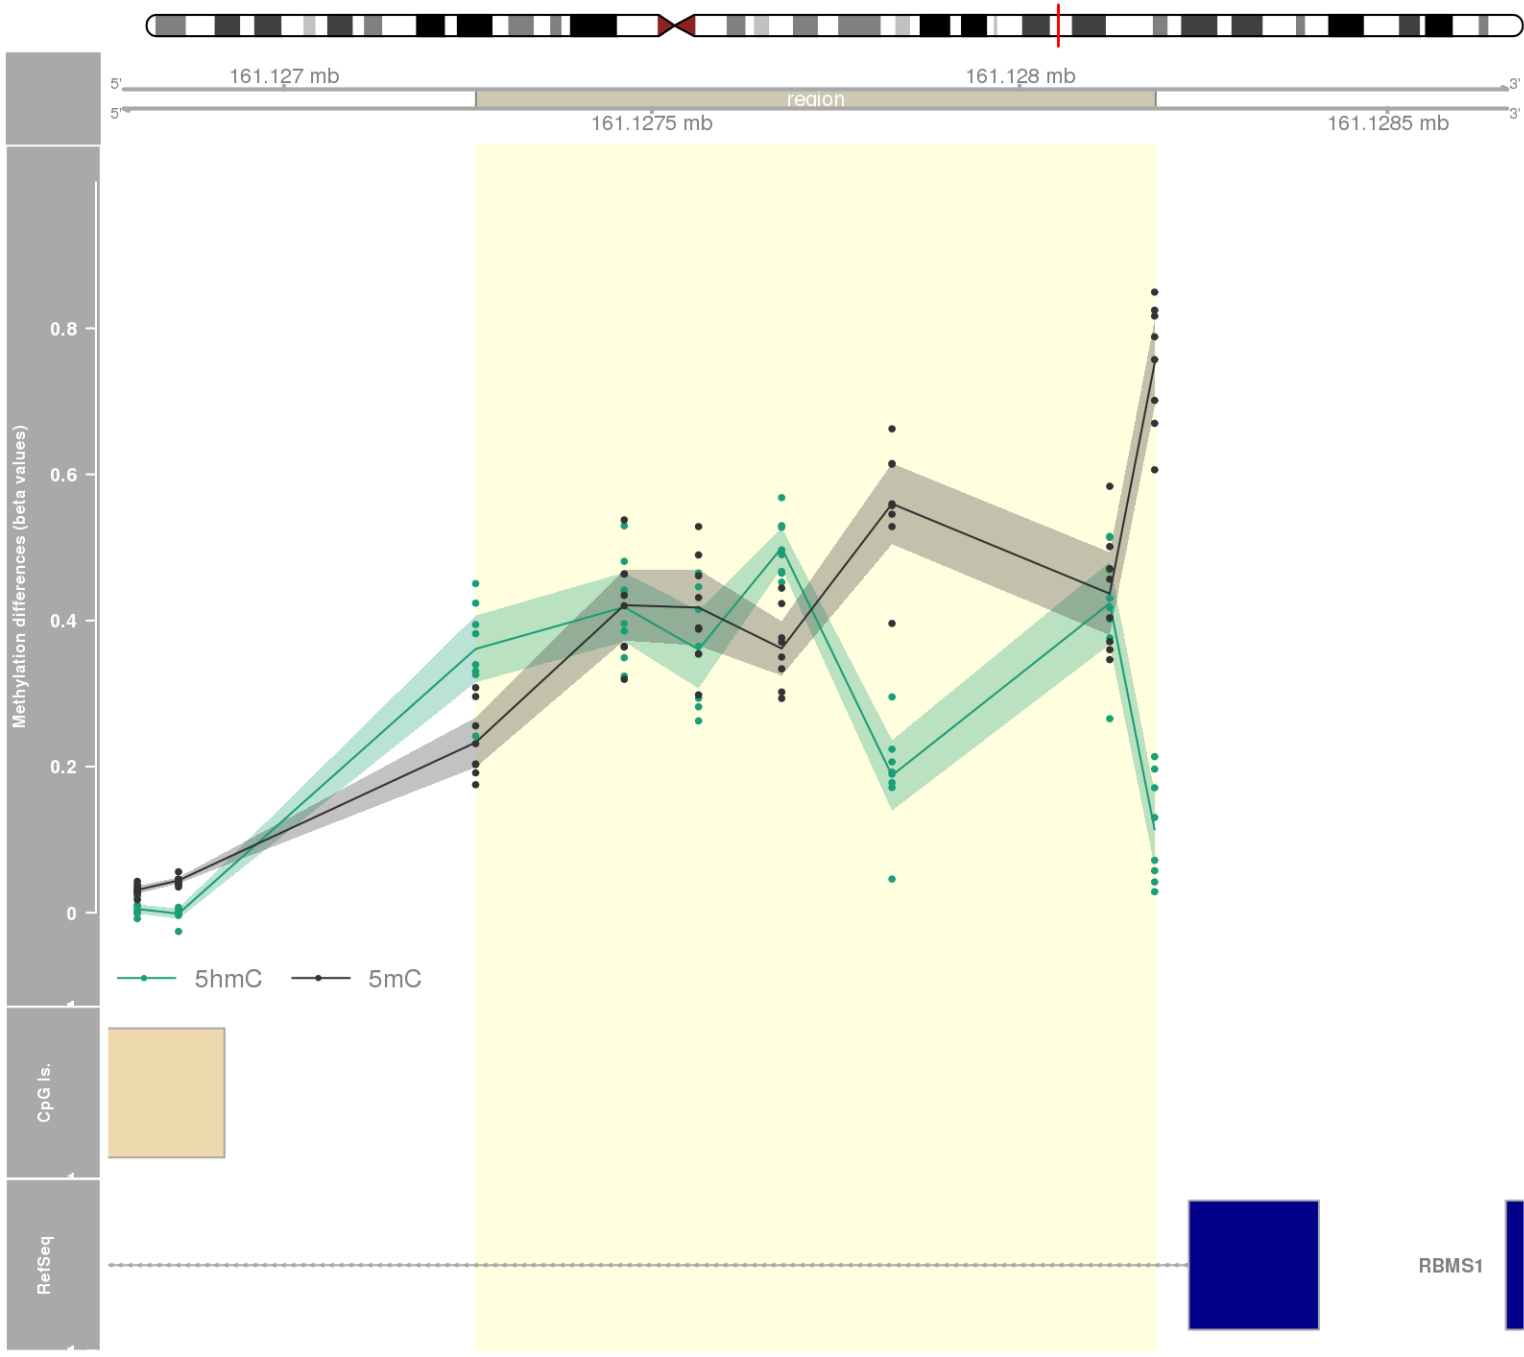 161.127 mb
161.128 mb
5'
3'
region
5'
3'
161.1275 mb
161.1285 mb
Methylation differences (beta values)
0.8
0.6
0.4
0.2
0
5hmC
5mC
CpG Is.
RefSeq
RBMS1